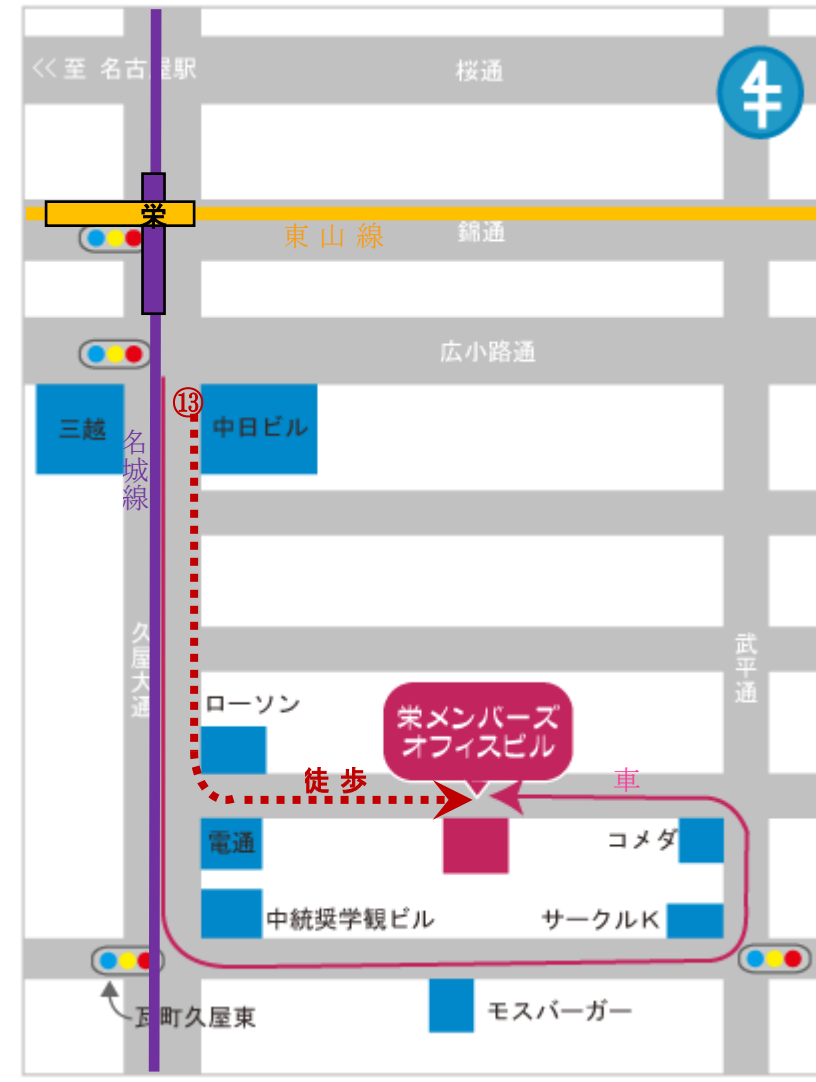 <<至 名古屋駅
桜通
栄
東山線
錦通
広小路通
⑬
三越
中日ビル
名城線
久屋大通
武平通
ローソン
栄メンバーズ
オフィスビル
徒歩
車
電通
コメダ
中統奨学観ビル
サークルK
瓦町久屋東
モスバーガー